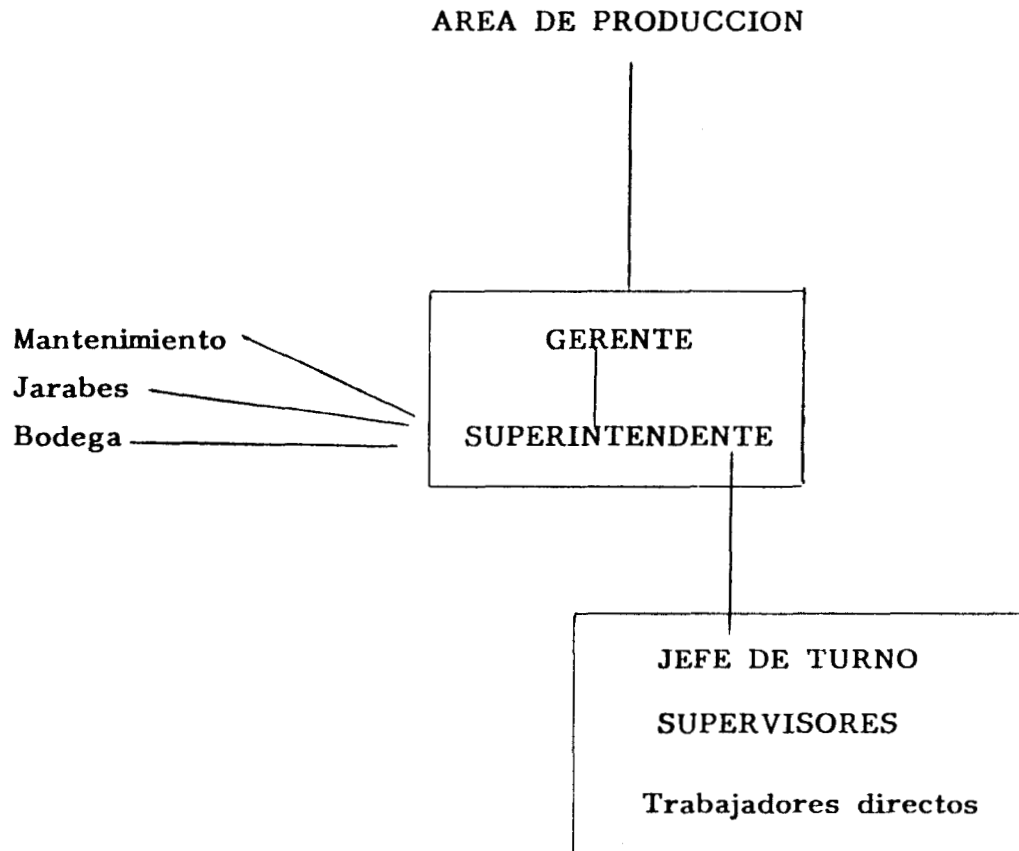 AREA DE PRODUCCION
GERENTE
Mantenimiento
Jarabes
Bodega
SUPERINTENDENTE
JEFE DE TURNO
SUPERVISORES
Trabajadores directos